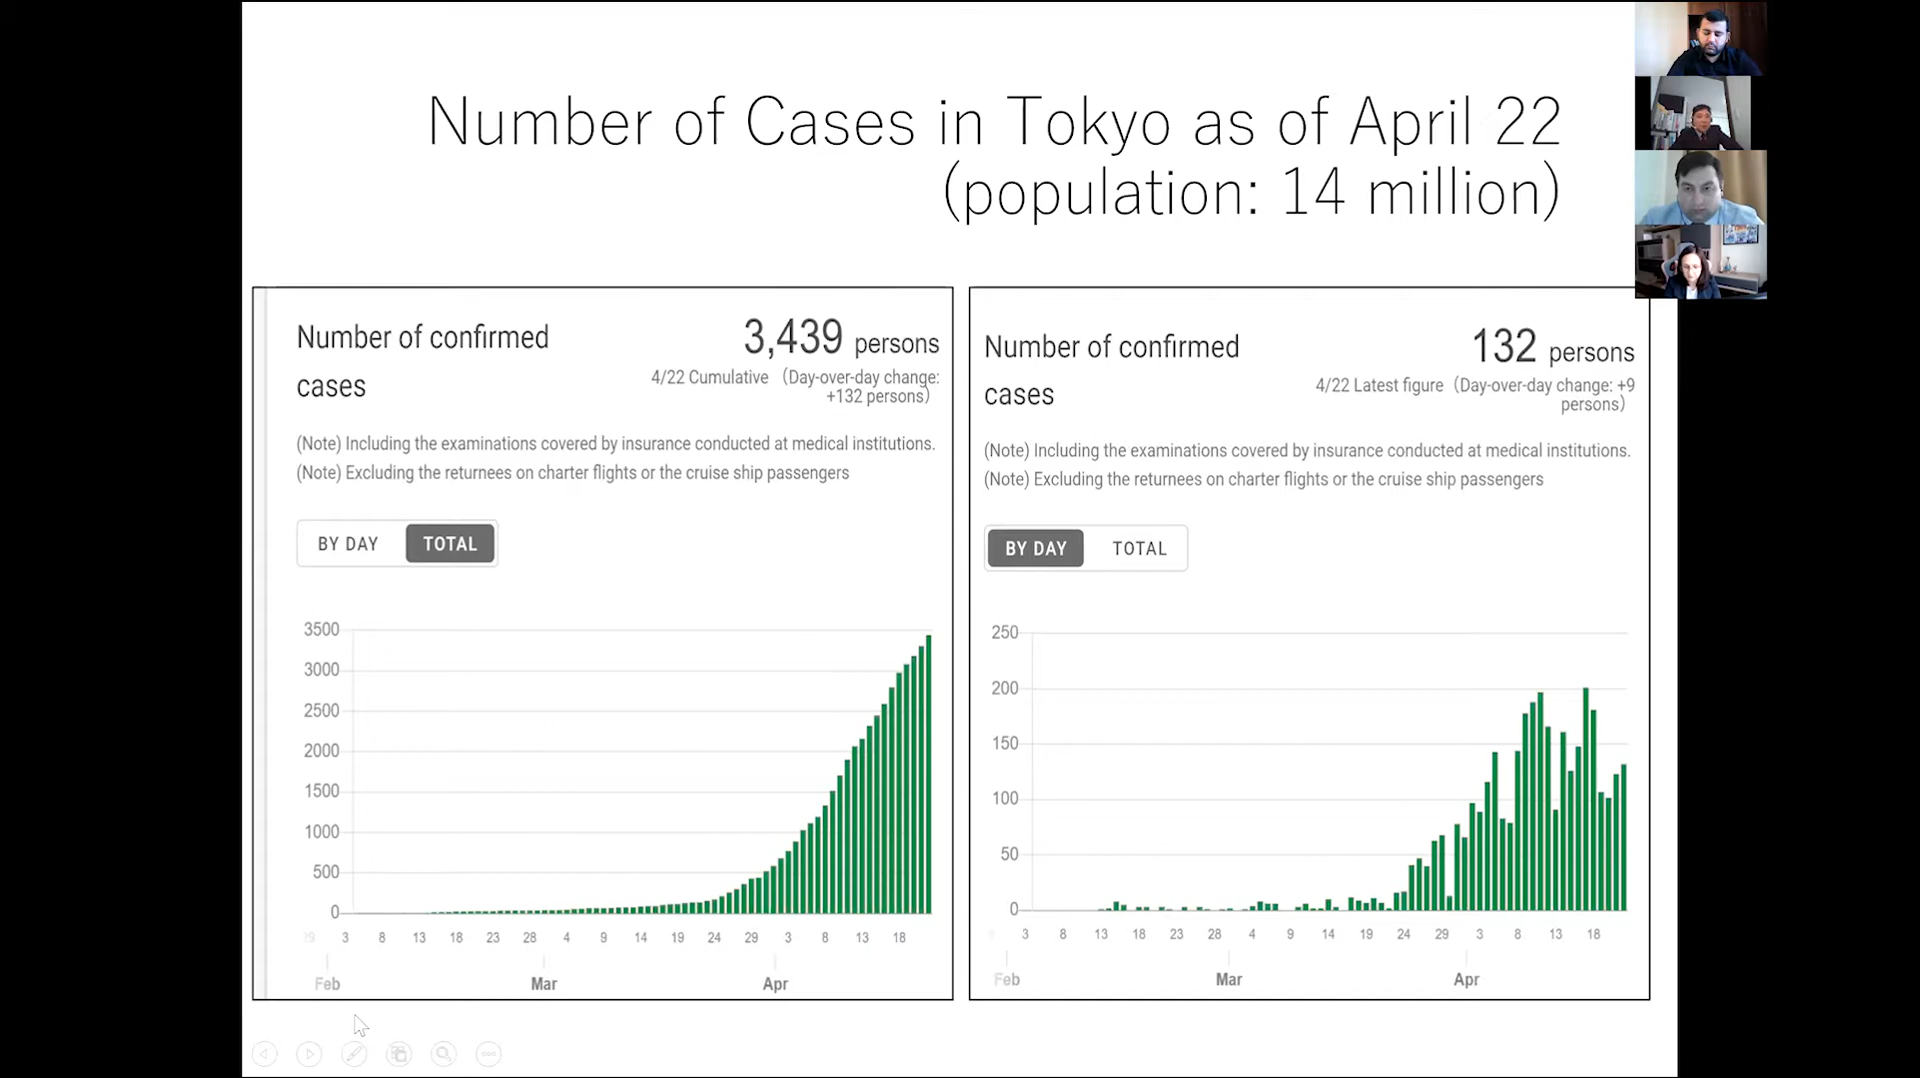 Number of Cases in Tokyo as of April 22
(population: 14 million)
Number of confirmed
cases
3,439 persons
4/22 Cumulative (Day-over-day change:
+132 persons)
(Note) Including the examinations covered by insurance conducted at medical institutions.
(Note) Excluding the returnees on charter flights or the cruise ship passengers
BY DAY TOTAL
3500
3000
2500
2000
1500
1000
500
0
29 3 8 13 18 23 28 4 9 14 19 24 29 3 8 13 18
Feb Mar Apr
Number of confirmed
cases
132 persons
4/22 Latest figure (Day-over-day change: +9
persons)
(Note) Including the examinations covered by insurance conducted at medical institutions.
(Note) Excluding the returnees on charter flights or the cruise ship passengers
BY DAY TOTAL
250
200
150
100
50
0
3 8 13 18 23 28 4 9 14 19 24 29 3 8 13 18
Feb Mar Apr